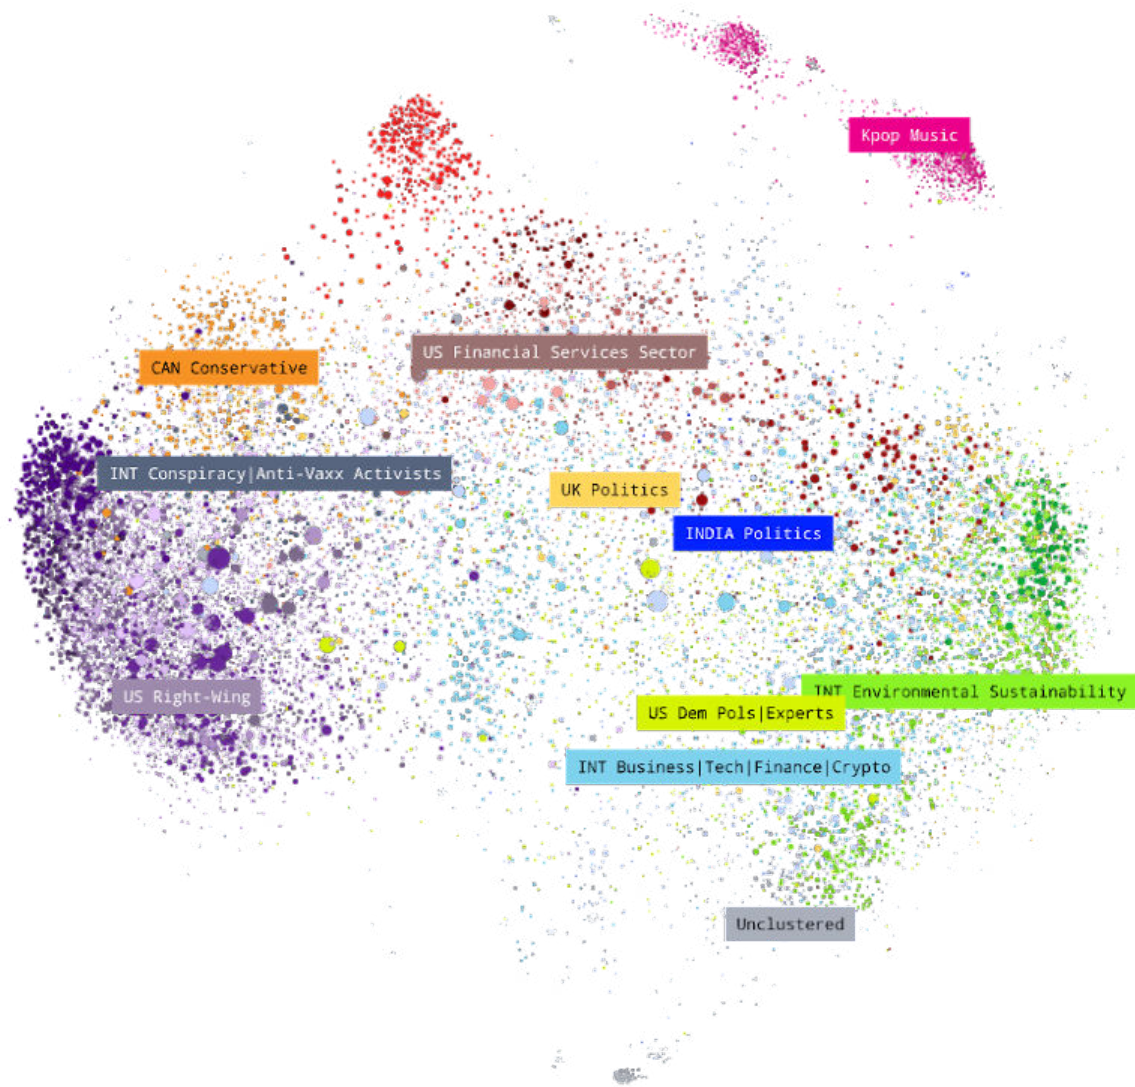 Kpop Music
US Financial Services Sector
CAN Conservative
INT Conspiracy|Anti-Vaxx Activists
UK Politics
INDIA Politics
US Right-Wing
INT Environmental Sustainability
US Dem Pols|Experts
INT Business|Tech|Finance|Crypto
Unclustered